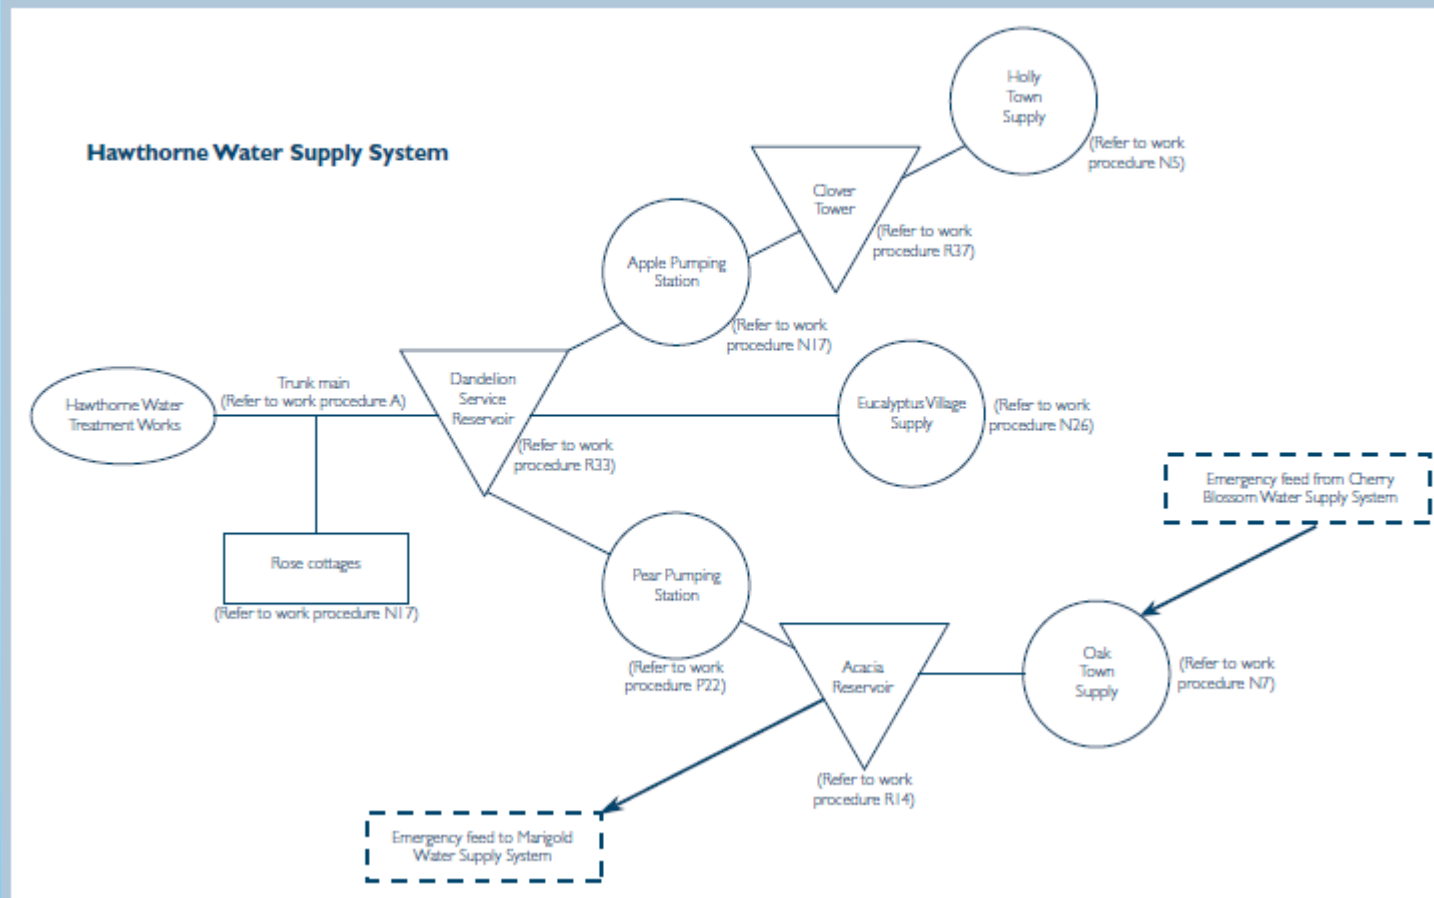 Hawthorne Water Supply System
Holly
Town
Supply
(Refer to work
procedure N5)
Clover
Tower
(Refer to work
procedure R37)
Apple Pumping
Station
(Refer to work
procedure N17)
Trunk main
(Refer to work procedure A)
Hawthorne Water
Treatment Works
Dandelion
Service
Reservoir
(Refer to work
procedure R33)
Eucalyptus Village
Supply
(Refer to work
procedure N26)
Emergency feed from Cherry
Blossom Water Supply System
Rose cottages
(Refer to work procedure N17)
Pear Pumping
Station
(Refer to work
procedure P22)
Acacia
Reservoir
(Refer to work
procedure R14)
Oak
Town
Supply
(Refer to work
procedure N7)
Emergency feed to Marigold
Water Supply System